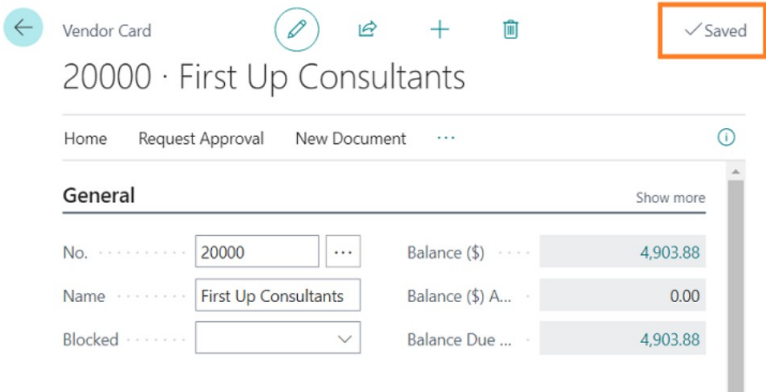 Vendor Card
Saved
20000 · First Up Consultants
Home Request Approval New Document ...
General Show more
No. 20000 ... Balance ($) 4,903.88
Name First Up Consultants Balance ($) A... 0.00
Blocked Balance Due ... 4,903.88